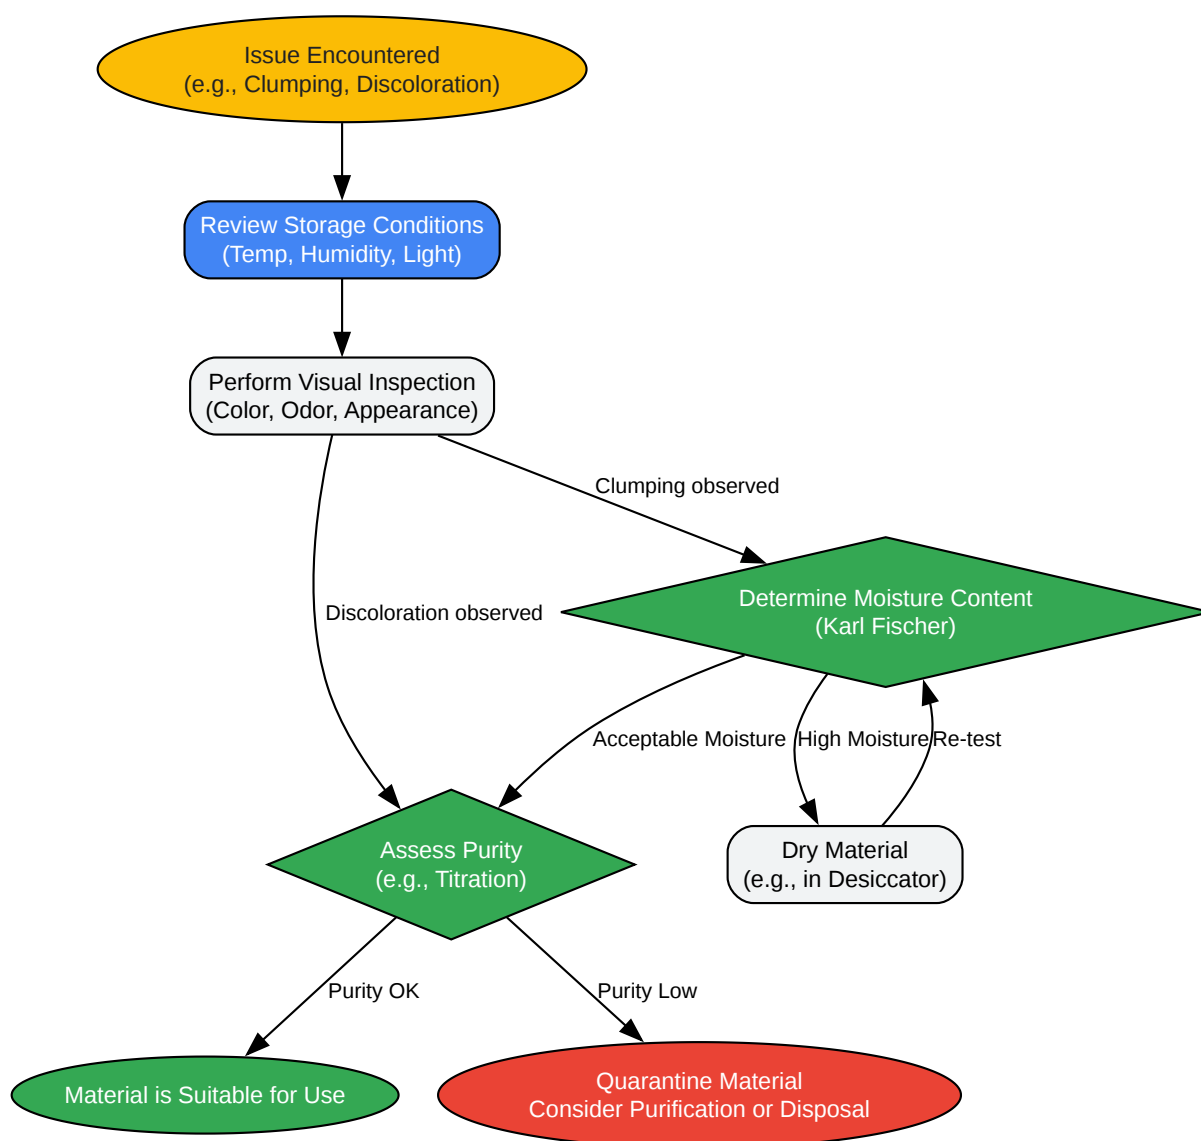 Issue Encountered
(e.g., Clumping, Discoloration)
Review Storage Conditions
(Temp, Humidity, Light)
Perform Visual Inspection
(Color, Odor, Appearance)
Clumping observed
Discoloration observed
Determine Moisture Content
(Karl Fischer)
Acceptable Moisture
High Moisture
Re-test
Dry Material
(e.g., in Desiccator)
Assess Purity
(e.g., Titration)
Purity OK
Purity Low
Material is Suitable for Use
Quarantine Material
Consider Purification or Disposal